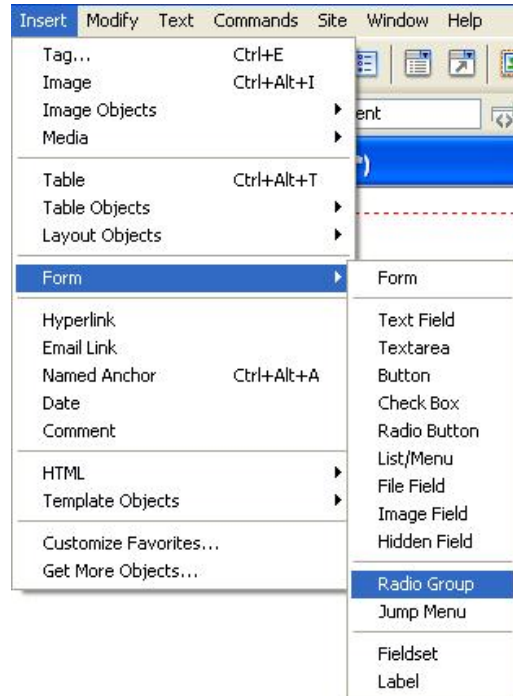 Insert Modify Text Commands Site Window Help
Tag... Ctrl+E
Image Ctrl+Alt+I
Image Objects
Media
ent
")
Table Ctrl+Alt+T
Table Objects
Layout Objects
Form
Hyperlink
Email Link
Named Anchor Ctrl+Alt+A
Date
Comment
HTML
Template Objects
Customize Favorites...
Get More Objects...
Form
Text Field
Textarea
Button
Check Box
Radio Button
List/Menu
File Field
Image Field
Hidden Field
Radio Group
Jump Menu
Fieldset
Label